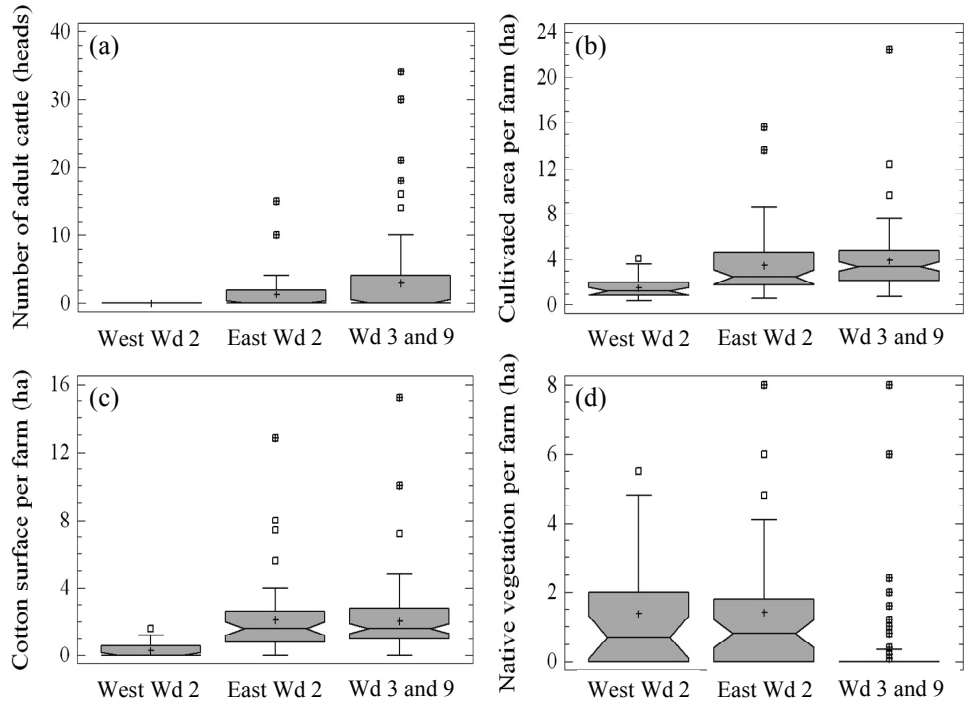 (a)
Number of adult cattle (heads)
40
30
20
10
0
West Wd 2 East Wd 2 Wd 3 and 9
(b)
Cultivated area per farm (ha)
24
20
16
12
8
4
0
West Wd 2 East Wd 2 Wd 3 and 9
(c)
Cotton surface per farm (ha)
16
12
8
4
0
West Wd 2 East Wd 2 Wd 3 and 9
(d)
Native vegetation per farm (ha)
8
6
4
2
0
West Wd 2 East Wd 2 Wd 3 and 9